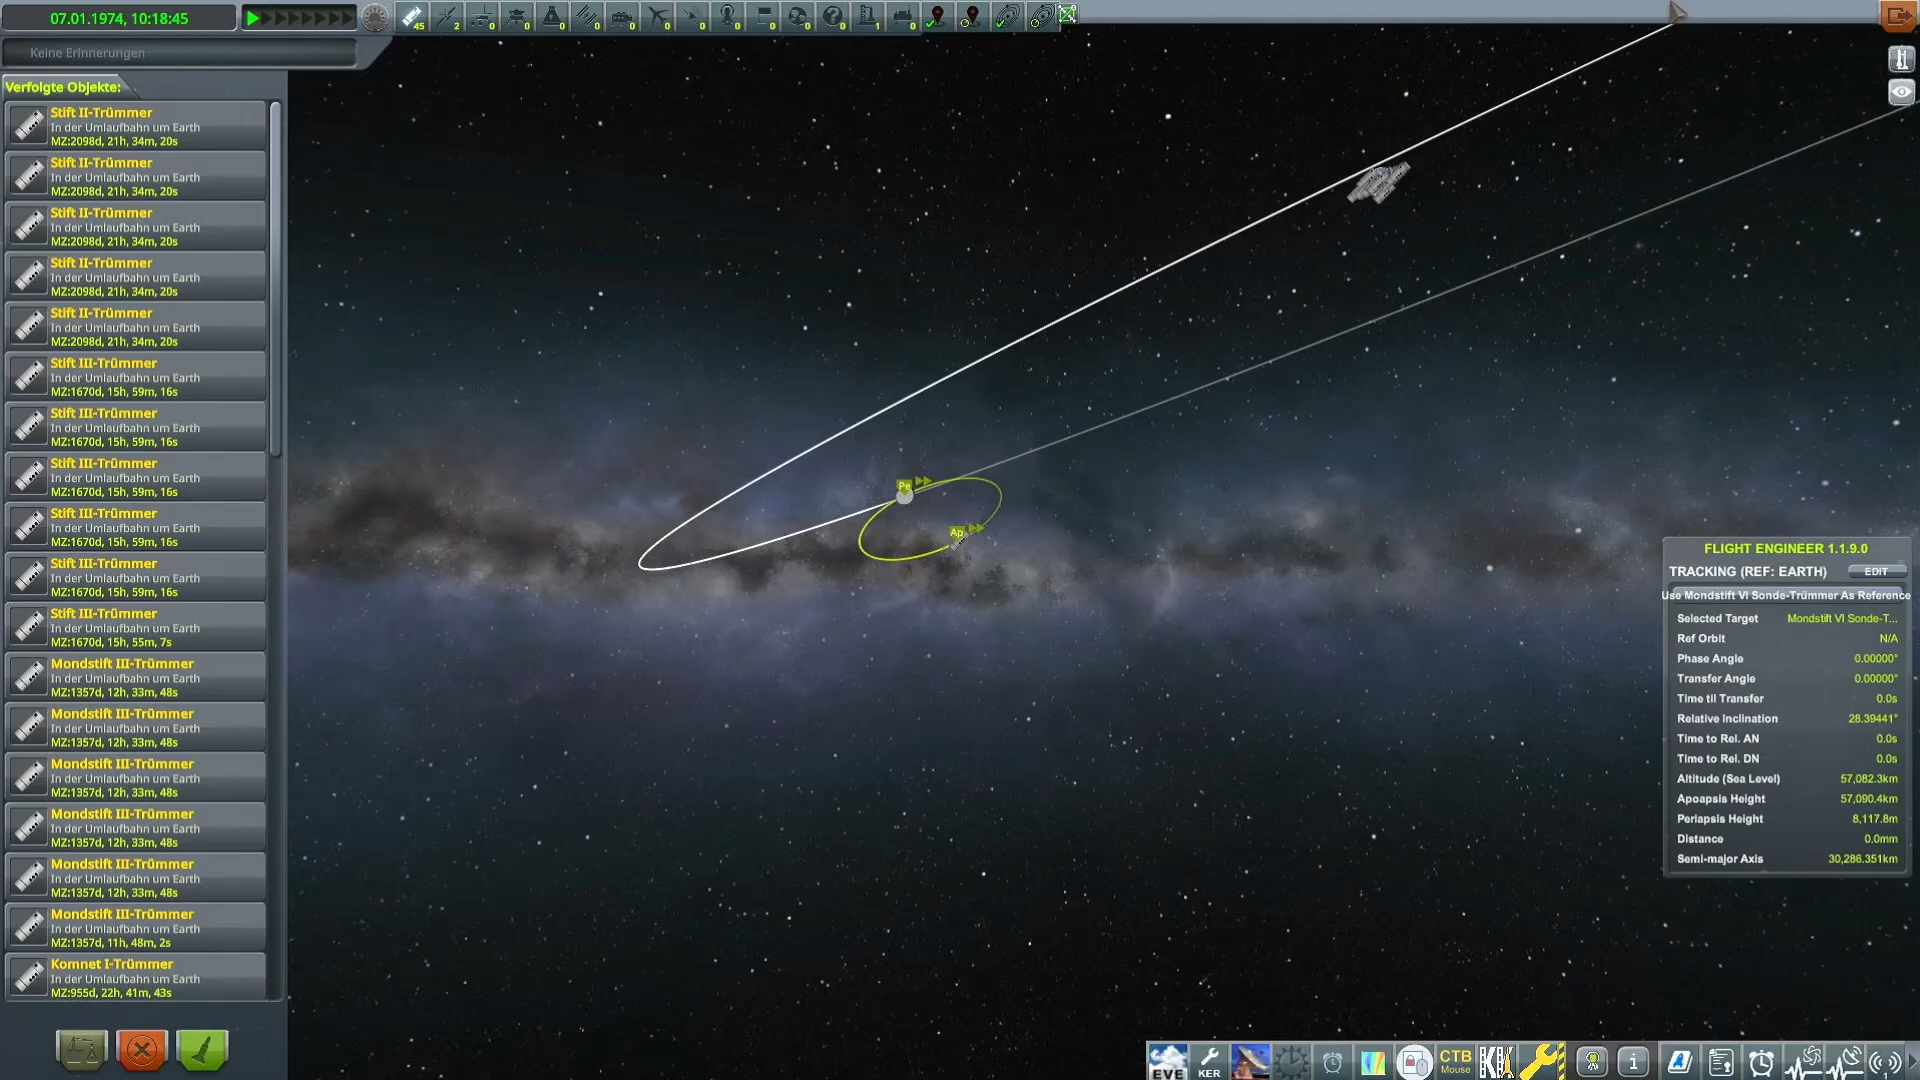 07.01.1974, 10:18:45
45
2
0
0
0
0
0
0
0
0
0
0
0
1
0
Keine Erinnerungen
Verfolgte Objekte:
Stift II-Trümmer
In der Umlaufbahn um Earth
MZ:2098d, 21h, 34m, 20s
Stift II-Trümmer
In der Umlaufbahn um Earth
MZ:2098d, 21h, 34m, 20s
Stift II-Trümmer
In der Umlaufbahn um Earth
MZ:2098d, 21h, 34m, 20s
Stift II-Trümmer
In der Umlaufbahn um Earth
MZ:2098d, 21h, 34m, 20s
Stift II-Trümmer
In der Umlaufbahn um Earth
MZ:2098d, 21h, 34m, 20s
Stift III-Trümmer
In der Umlaufbahn um Earth
MZ:1670d, 15h, 59m, 16s
Stift III-Trümmer
In der Umlaufbahn um Earth
MZ:1670d, 15h, 59m, 16s
Stift III-Trümmer
In der Umlaufbahn um Earth
MZ:1670d, 15h, 59m, 16s
Stift III-Trümmer
In der Umlaufbahn um Earth
MZ:1670d, 15h, 59m, 16s
Stift III-Trümmer
In der Umlaufbahn um Earth
MZ:1670d, 15h, 59m, 16s
Stift III-Trümmer
In der Umlaufbahn um Earth
MZ:1670d, 15h, 55m, 7s
Mondstift III-Trümmer
In der Umlaufbahn um Earth
MZ:1357d, 12h, 33m, 48s
Mondstift III-Trümmer
In der Umlaufbahn um Earth
MZ:1357d, 12h, 33m, 48s
Mondstift III-Trümmer
In der Umlaufbahn um Earth
MZ:1357d, 12h, 33m, 48s
Mondstift III-Trümmer
In der Umlaufbahn um Earth
MZ:1357d, 12h, 33m, 48s
Mondstift III-Trümmer
In der Umlaufbahn um Earth
MZ:1357d, 12h, 33m, 48s
Mondstift III-Trümmer
In der Umlaufbahn um Earth
MZ:1357d, 11h, 48m, 2s
Komnet I-Trümmer
In der Umlaufbahn um Earth
MZ:955d, 22h, 41m, 43s
Pe
Ap
FLIGHT ENGINEER 1.1.9.0
TRACKING (REF: EARTH) EDIT
Use Mondstift VI Sonde-Trümmer As Reference
Selected Target Mondstift VI Sonde-T...
Ref Orbit N/A
Phase Angle 0.00000°
Transfer Angle 0.00000°
Time til Transfer 0.0s
Relative Inclination 28.39441°
Time to Rel. AN 0.0s
Time to Rel. DN 0.0s
Altitude (Sea Level) 57,082.3km
Apoapsis Height 57,090.4km
Periapsis Height 8,117.8m
Distance 0.0mm
Semi-major Axis 30,286.351km
EVE
KER
CTB
Mouse